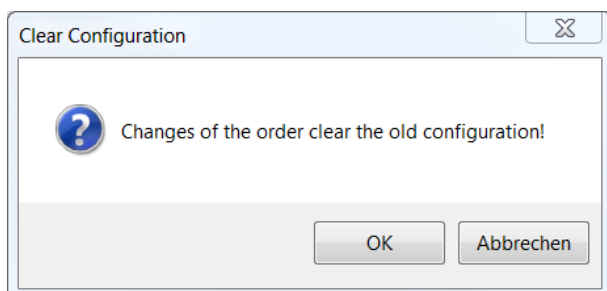 Clear Configuration
Changes of the order clear the old configuration!
OK
Abbrechen